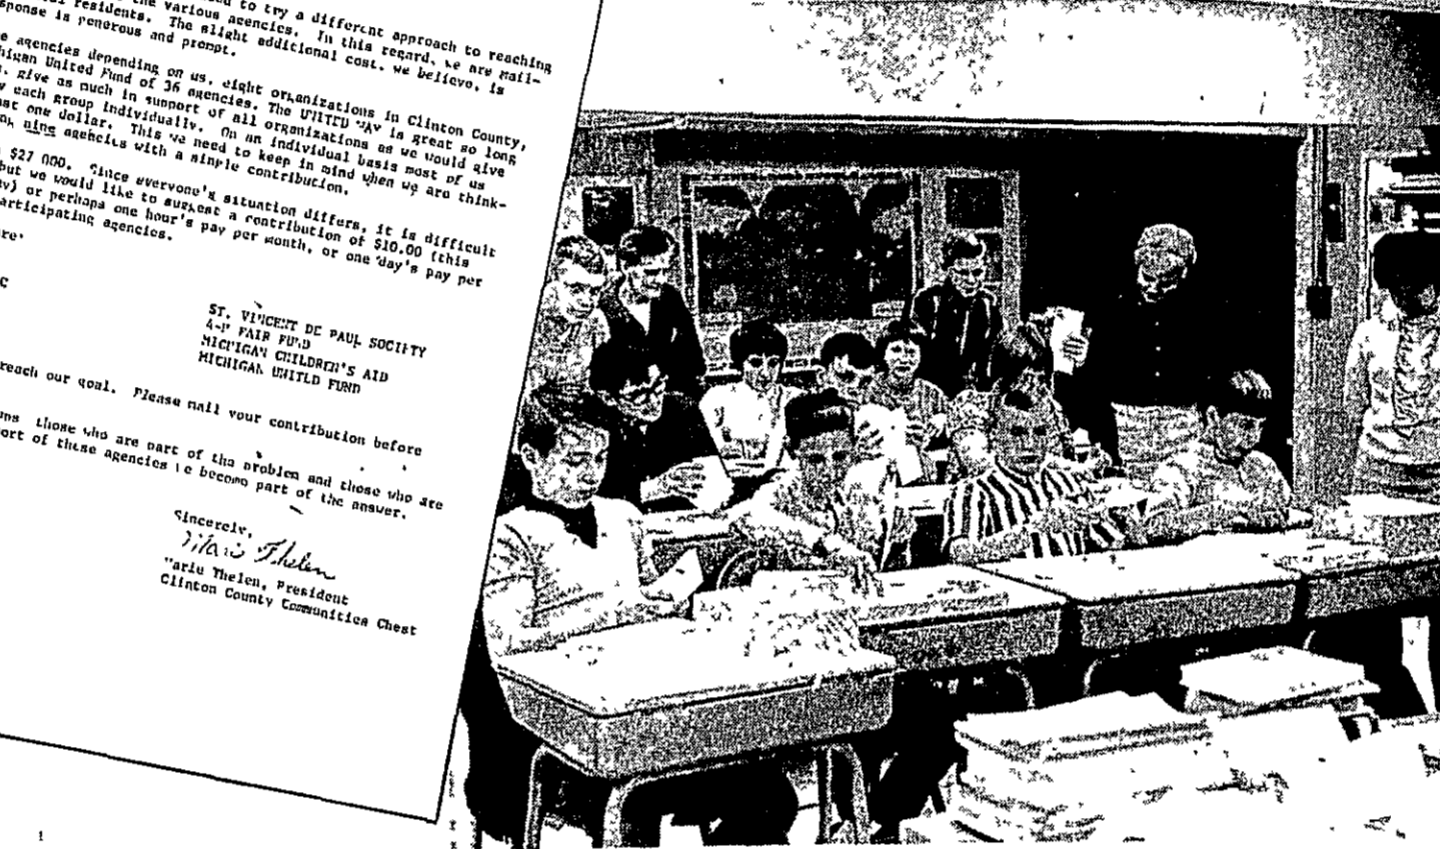 to try a different approach to reaching
the various agencies. In this regard, we are mail-
residents. The slight additional cost, we believe, is
sponse is generous and prompt.
e agencies depending on us, eight organizations in Clinton County,
higan United Fund of 36 agencies. The UNITED WAY is great so long
give as much in support of all organizations as we would give
y each group individually. On an individual basis most of us
one dollar. This we need to keep in mind when we are think-
nine agencies with a single contribution.
$27 000. Since everyone's situation differs, it is difficult
but we would like to suggest a contribution of $10.00 (this
or perhaps one hour's pay per month, or one day's pay per
articipating agencies.
C
ST. VINCENT DE PAUL SOCIETY
4-H FAIR FUND
MICHIGAN CHILDREN'S AID
MICHIGAN UNITED FUND
reach our goal. Please mail your contribution before
those who are part of the problem and those who are
ort of these agencies we become part of the answer.
Sincerely,
Marie Thelen
Marie Thelen, President
Clinton County Communities Chest